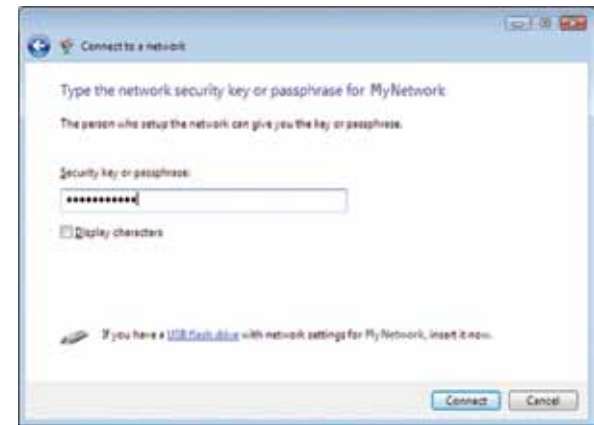 Connect to a network
Type the network security key or passphrase for MyNetwork
The person who setup the network can give you the key or passphrase.
Security key or passphrase:
•••••••••••
Display characters
If you have a USB flash drive with network settings for MyNetwork, insert it now.
Connect Cancel